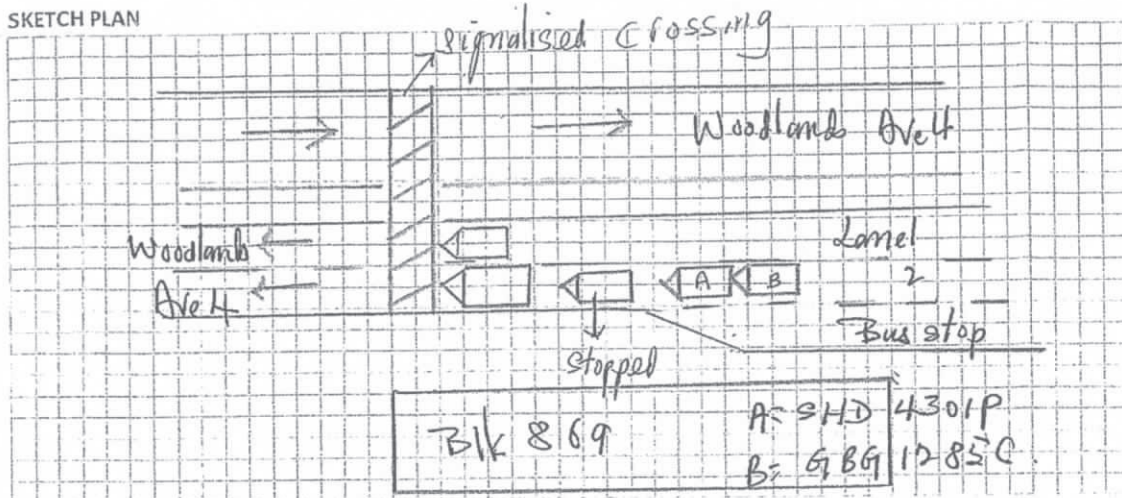 SKETCH PLAN
Signalised Crossing
Woodlands Ave 4
Woodlands
Ave 4
Lane 1
2
A
B
Bus stop
Stopped
Blk 869
A= SHD 4301P
B= GBG 1285C